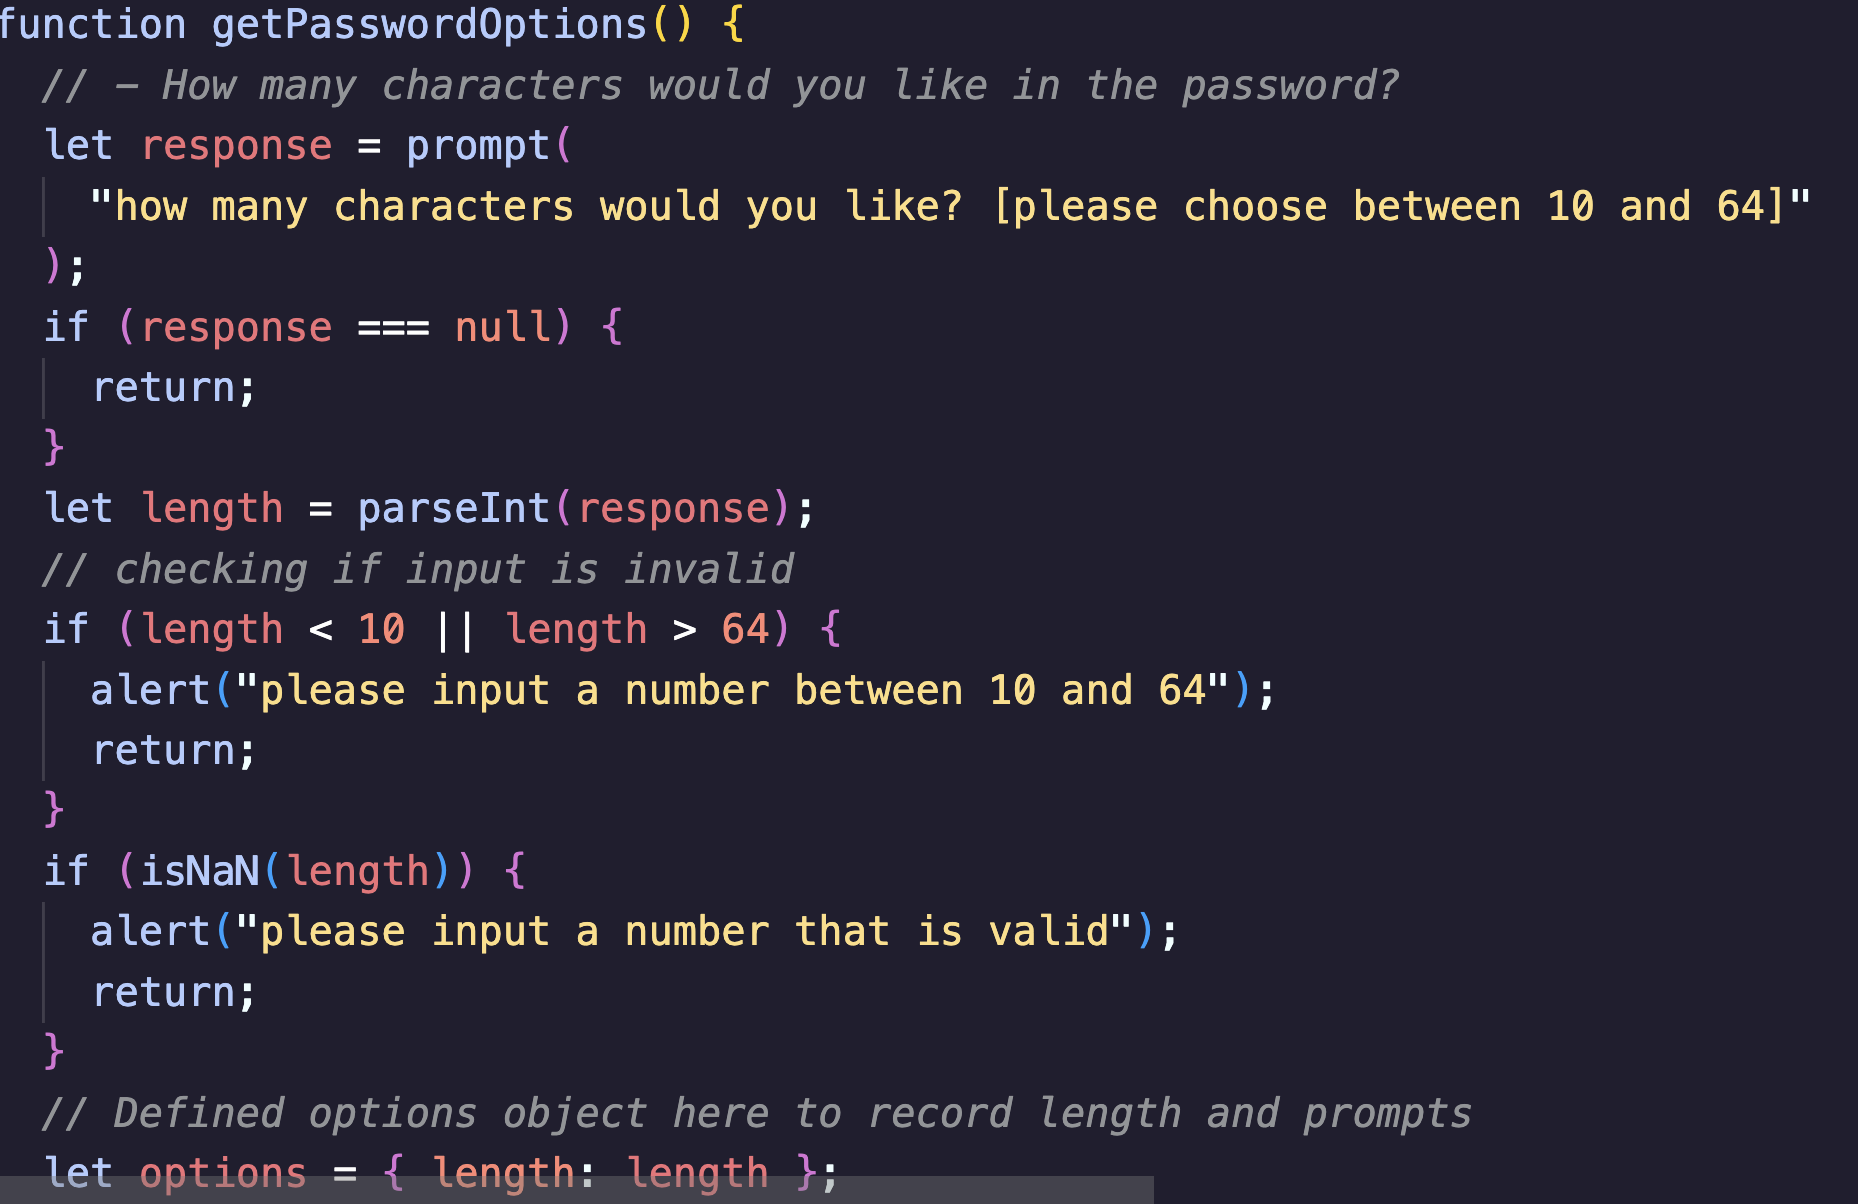 function getPasswordOptions() {
  // – How many characters would you like in the password?
  let response = prompt(
    "how many characters would you like? [please choose between 10 and 64]"
  );
  if (response === null) {
    return;
  }
  let length = parseInt(response);
  // checking if input is invalid
  if (length < 10 || length > 64) {
    alert("please input a number between 10 and 64");
    return;
  }
  if (isNaN(length)) {
    alert("please input a number that is valid");
    return;
  }
  // Defined options object here to record length and prompts
  let options = { length: length };